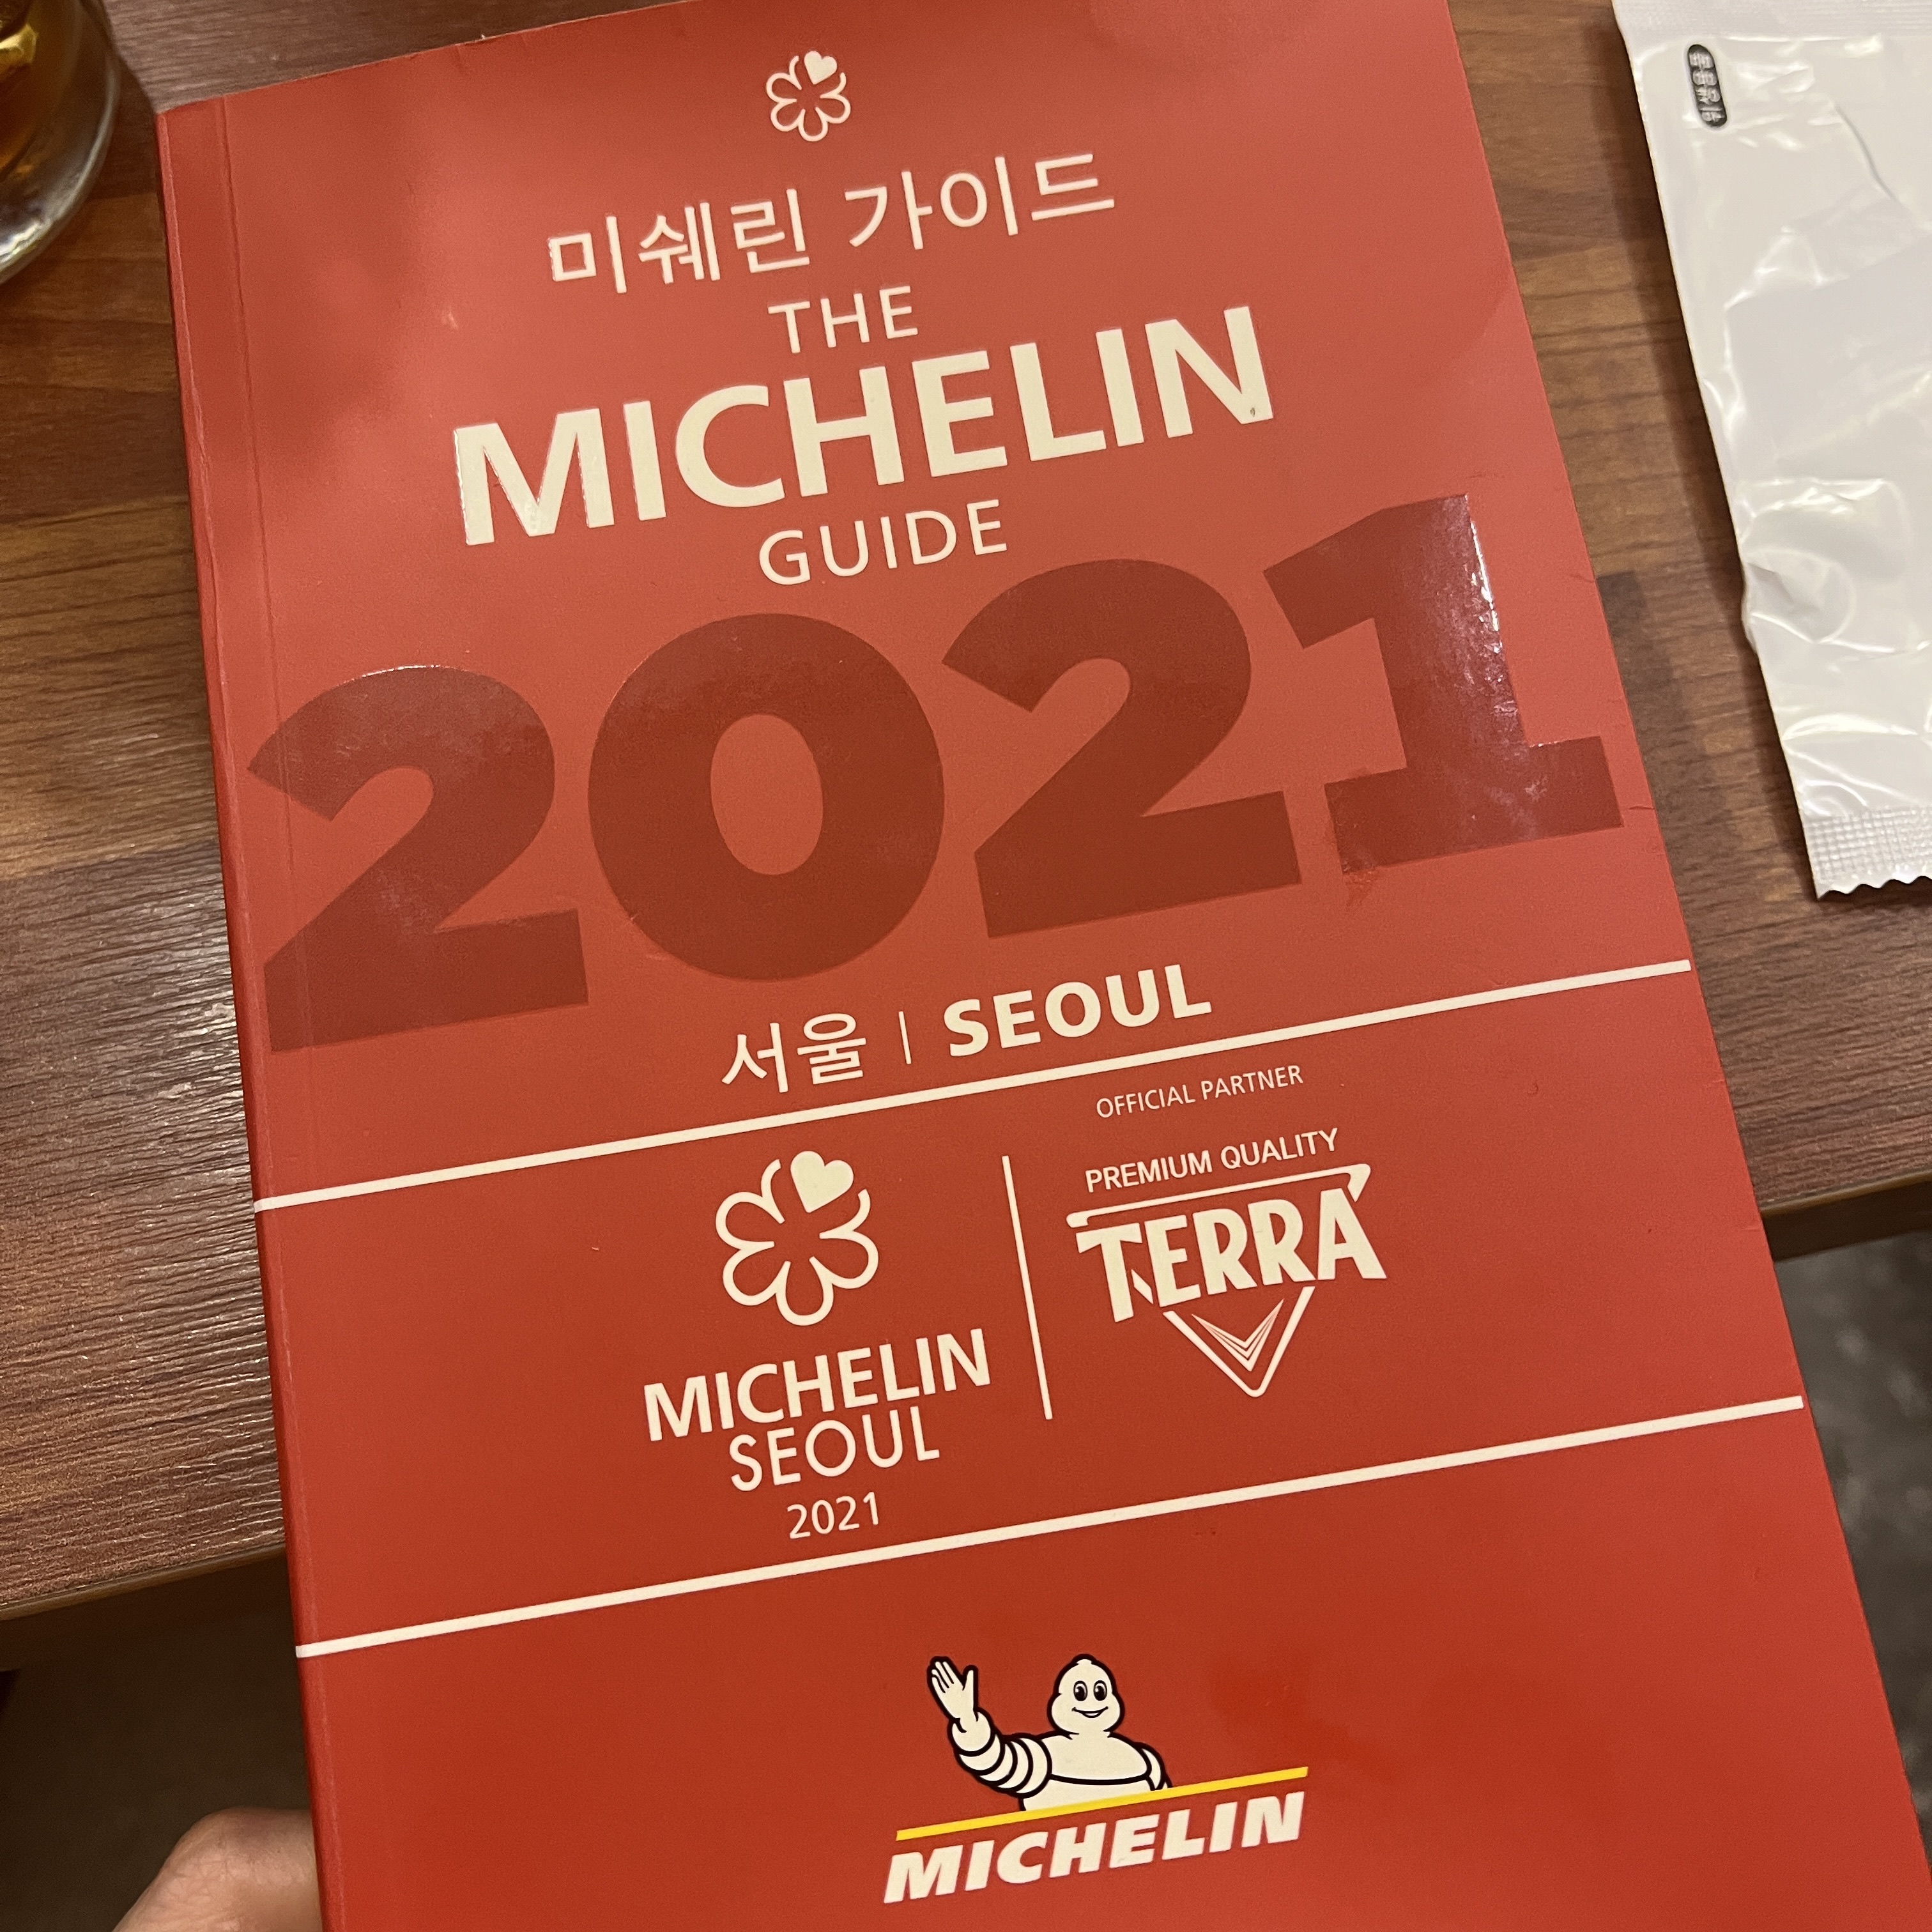 미쉐린 가이드
THE
MICHELIN
GUIDE
2021
서울 | SEOUL
OFFICIAL PARTNER
MICHELIN
SEOUL
2021
PREMIUM QUALITY
TERRA
MICHELIN